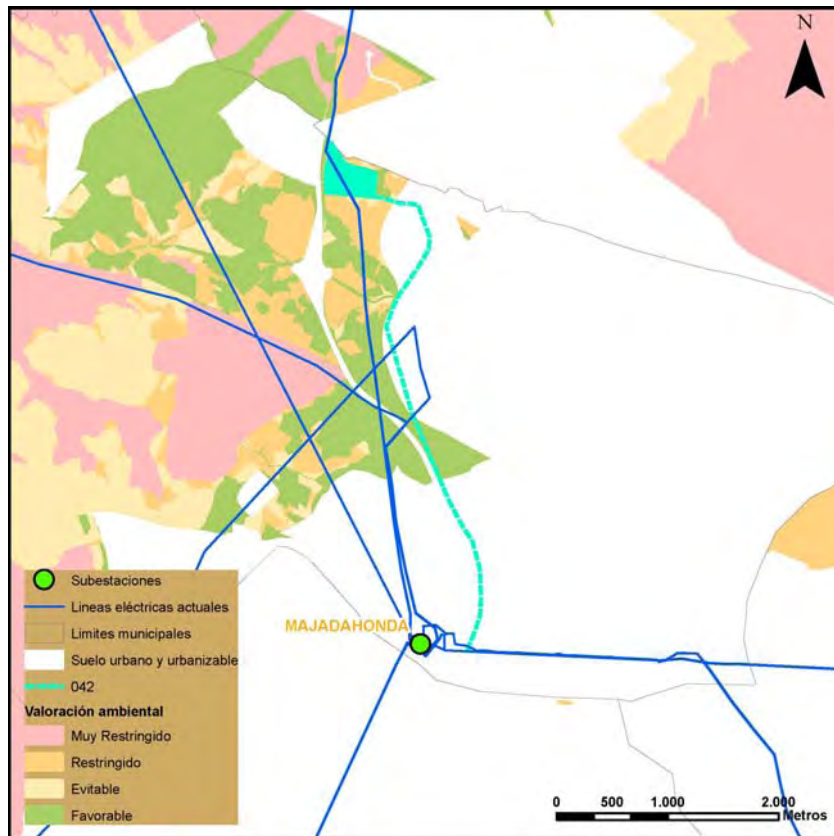 N
MAJADAHONDA
Subestaciones
Lineas eléctricas actuales
Limites municipales
Suelo urbano y urbanizable
042
Valoración ambiental
Muy Restringido
Restringido
Evitable
Favorable
0 500 1.000 2.000
Metros